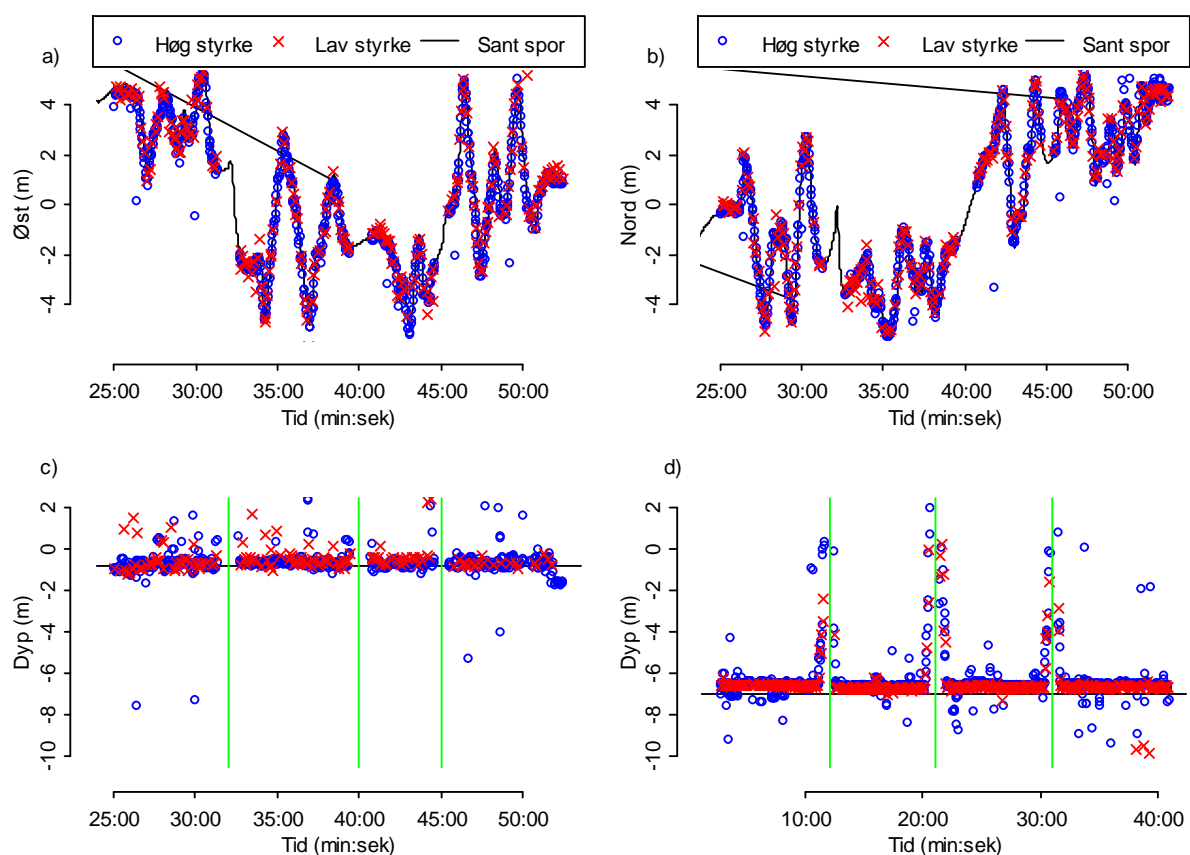 Høg styrke Lav styrke Sant spor
a)
Øst (m)
4
2
0
-2
-4
25:00 30:00 35:00 40:00 45:00 50:00
Tid (min:sek)
Høg styrke Lav styrke Sant spor
b)
Nord (m)
4
2
0
-2
-4
25:00 30:00 35:00 40:00 45:00 50:00
Tid (min:sek)
c)
Dyp (m)
2
0
-2
-4
-6
-8
-10
25:00 30:00 35:00 40:00 45:00 50:00
Tid (min:sek)
d)
Dyp (m)
2
0
-2
-4
-6
-8
-10
10:00 20:00 30:00 40:00
Tid (min:sek)